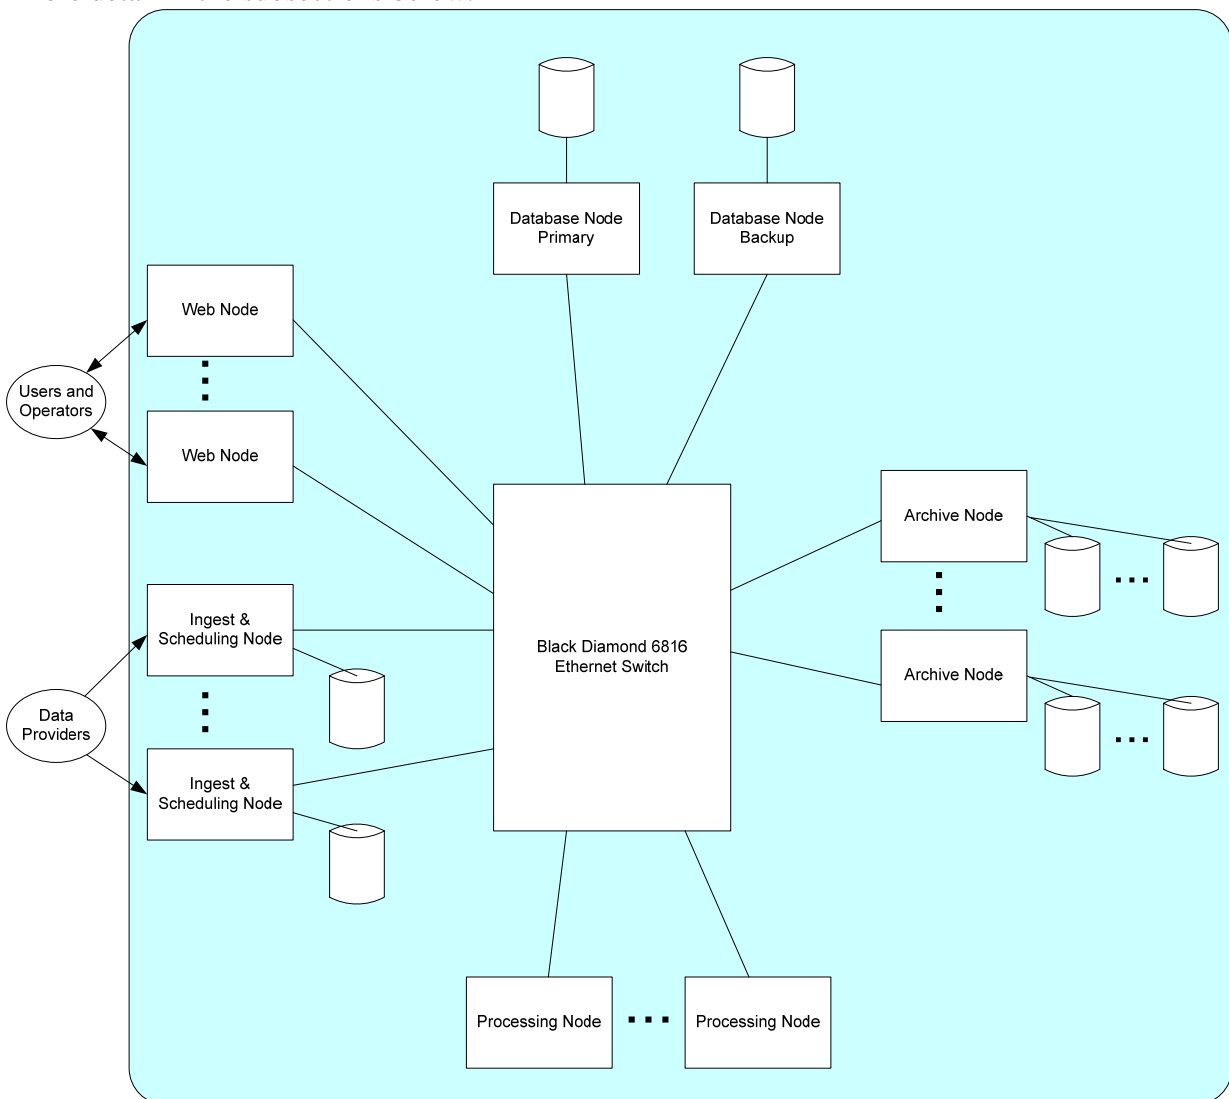 Database Node
Primary
Database Node
Backup
Web Node
Users and
Operators
Web Node
Archive Node
Ingest &
Scheduling Node
Black Diamond 6816
Ethernet Switch
Archive Node
Data
Providers
Ingest &
Scheduling Node
Processing Node
Processing Node